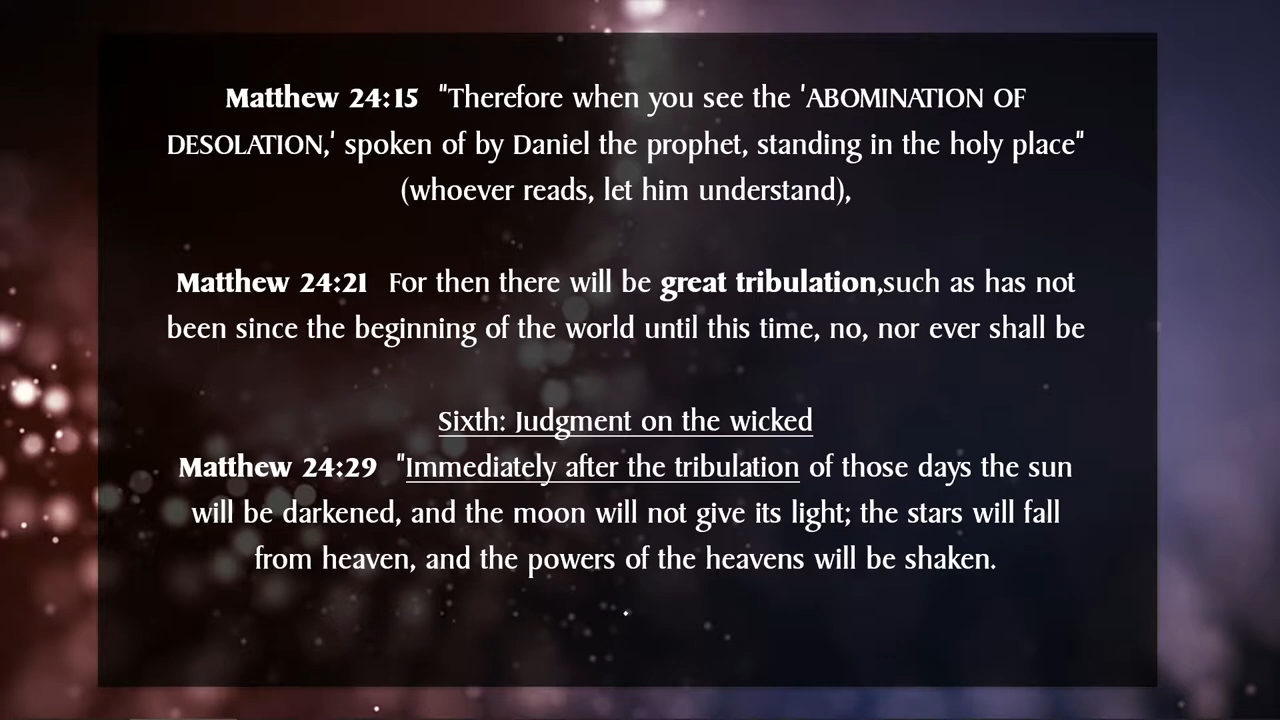 Matthew 24:15 "Therefore when you see the 'ABOMINATION OF
DESOLATION,' spoken of by Daniel the prophet, standing in the holy place"
(whoever reads, let him understand),
Matthew 24:21 For then there will be great tribulation,such as has not
been since the beginning of the world until this time, no, nor ever shall be
Sixth: Judgment on the wicked
Matthew 24:29 "Immediately after the tribulation of those days the sun
will be darkened, and the moon will not give its light; the stars will fall
from heaven, and the powers of the heavens will be shaken.